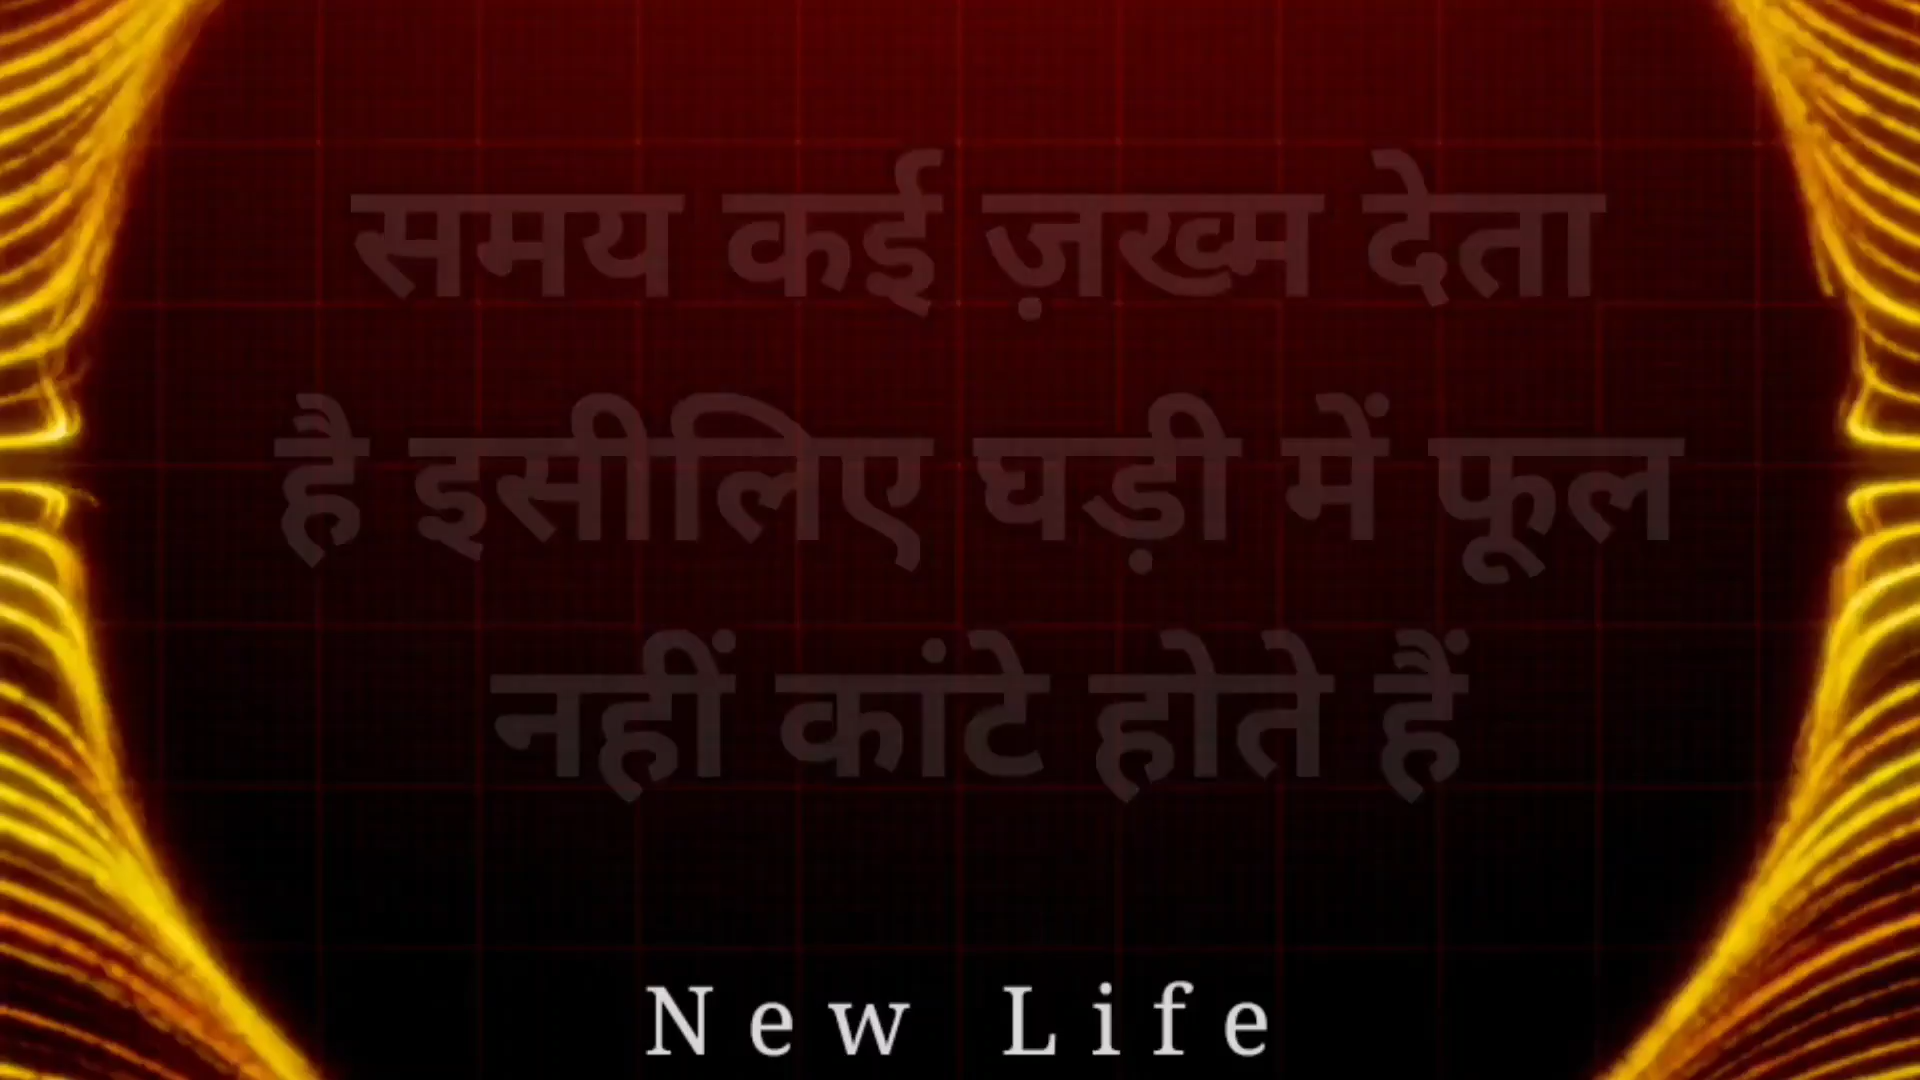 समय कई ज़ख्म देता
है इसीलिए घड़ी में फूल
नहीं कांटे होते हैं
New Life